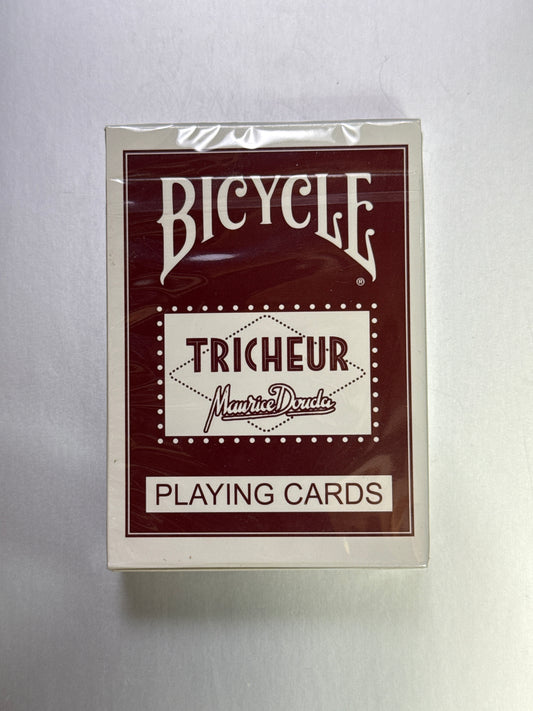 BICYCLE
®
TRICHEUR
Maurice Douda
PLAYING CARDS